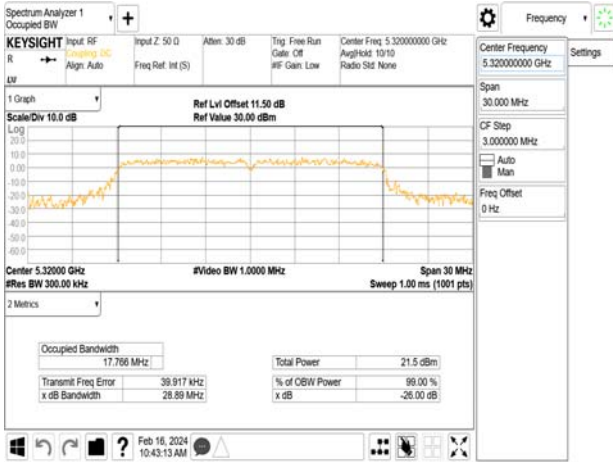 Spectrum Analyzer 1
Occupied BW
+
Frequency
KEYSIGHT Input: RF Input Z: 50 Ω Atten: 30 dB Trig: Free Run Center Freq: 5.320000000 GHz
R Coupling: DC Gate: Off Avg|Hold: 10/10
Align: Auto Freq Ref: Int (S) #IF Gain: Low Radio Std: None
Center Frequency
5.320000000 GHz
Settings
Span
30.000 MHz
CF Step
3.000000 MHz
Auto
Man
Freq Offset
0 Hz
1 Graph
Ref Lvl Offset 11.50 dB
Scale/Div 10.0 dB Ref Value 30.00 dBm
Log
20.0
10.0
0.00
-10.0
-20.0
-30.0
-40.0
-50.0
-60.0
Center 5.32000 GHz #Video BW 1.0000 MHz Span 30 MHz
#Res BW 300.00 kHz Sweep 1.00 ms (1001 pts)
2 Metrics
Occupied Bandwidth
17.766 MHz Total Power 21.5 dBm
Transmit Freq Error 39.917 kHz % of OBW Power 99.00 %
x dB Bandwidth 28.89 MHz x dB -26.00 dB
?
Feb 16, 2024
10:43:13 AM